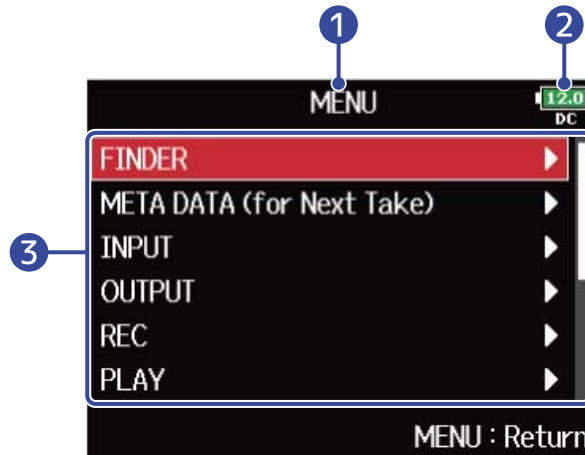 1 2
MENU 12.0
DC
FINDER
META DATA (for Next Take)
3 INPUT
OUTPUT
REC
PLAY
MENU : Return